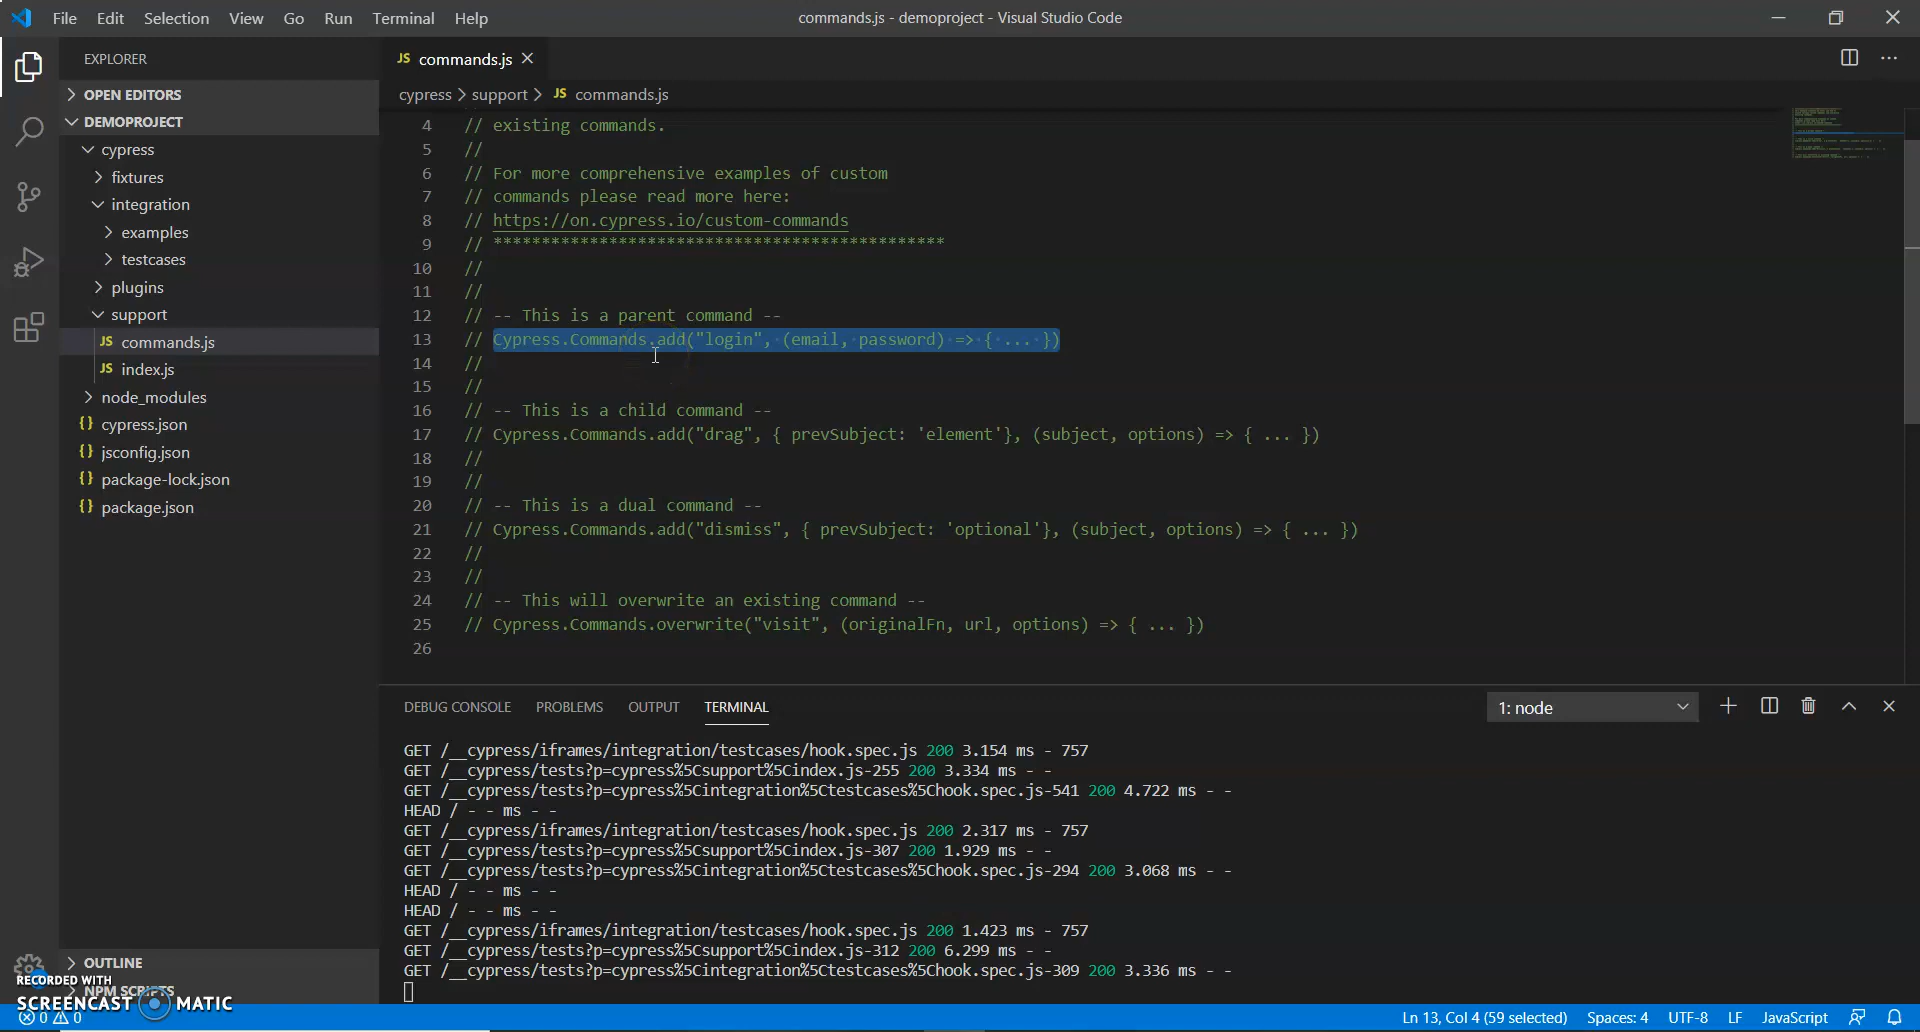 File Edit Selection View Go Run Terminal Help
commands.js - demoproject - Visual Studio Code
EXPLORER
OPEN EDITORS
DEMOPROJECT
cypress
fixtures
integration
examples
testcases
plugins
support
JS commands.js
JS index.js
node_modules
{} cypress.json
{} jsconfig.json
{} package-lock.json
{} package.json
OUTLINE
NPM SCRIPTS
RECORDED WITH
SCREENCAST MATIC
JS commands.js
cypress > support > JS commands.js
4 // existing commands.
5 //
6 // For more comprehensive examples of custom
7 // commands please read more here:
8 // https://on.cypress.io/custom-commands
9 // ***********************************************
10 //
11 //
12 // -- This is a parent command --
13 // Cypress.Commands.add("login", (email, password) => { ... })
14 //
15 //
16 // -- This is a child command --
17 // Cypress.Commands.add("drag", { prevSubject: 'element'}, (subject, options) => { ... })
18 //
19 //
20 // -- This is a dual command --
21 // Cypress.Commands.add("dismiss", { prevSubject: 'optional'}, (subject, options) => { ... })
22 //
23 //
24 // -- This will overwrite an existing command --
25 // Cypress.Commands.overwrite("visit", (originalFn, url, options) => { ... })
26
DEBUG CONSOLE PROBLEMS OUTPUT TERMINAL
1: node
GET /__cypress/iframes/integration/testcases/hook.spec.js 200 3.154 ms - 757
GET /__cypress/tests?p=cypress%5Csupport%5Cindex.js-255 200 3.334 ms - -
GET /__cypress/tests?p=cypress%5Cintegration%5Ctestcases%5Chook.spec.js-541 200 4.722 ms - -
HEAD / - - ms - -
GET /__cypress/iframes/integration/testcases/hook.spec.js 200 2.317 ms - 757
GET /__cypress/tests?p=cypress%5Csupport%5Cindex.js-307 200 1.929 ms - -
GET /__cypress/tests?p=cypress%5Cintegration%5Ctestcases%5Chook.spec.js-294 200 3.068 ms - -
HEAD / - - ms - -
HEAD / - - ms - -
GET /__cypress/iframes/integration/testcases/hook.spec.js 200 1.423 ms - 757
GET /__cypress/tests?p=cypress%5Csupport%5Cindex.js-312 200 6.299 ms - -
GET /__cypress/tests?p=cypress%5Cintegration%5Ctestcases%5Chook.spec.js-309 200 3.336 ms - -
0 0
Ln 13, Col 4 (59 selected) Spaces: 4 UTF-8 LF JavaScript